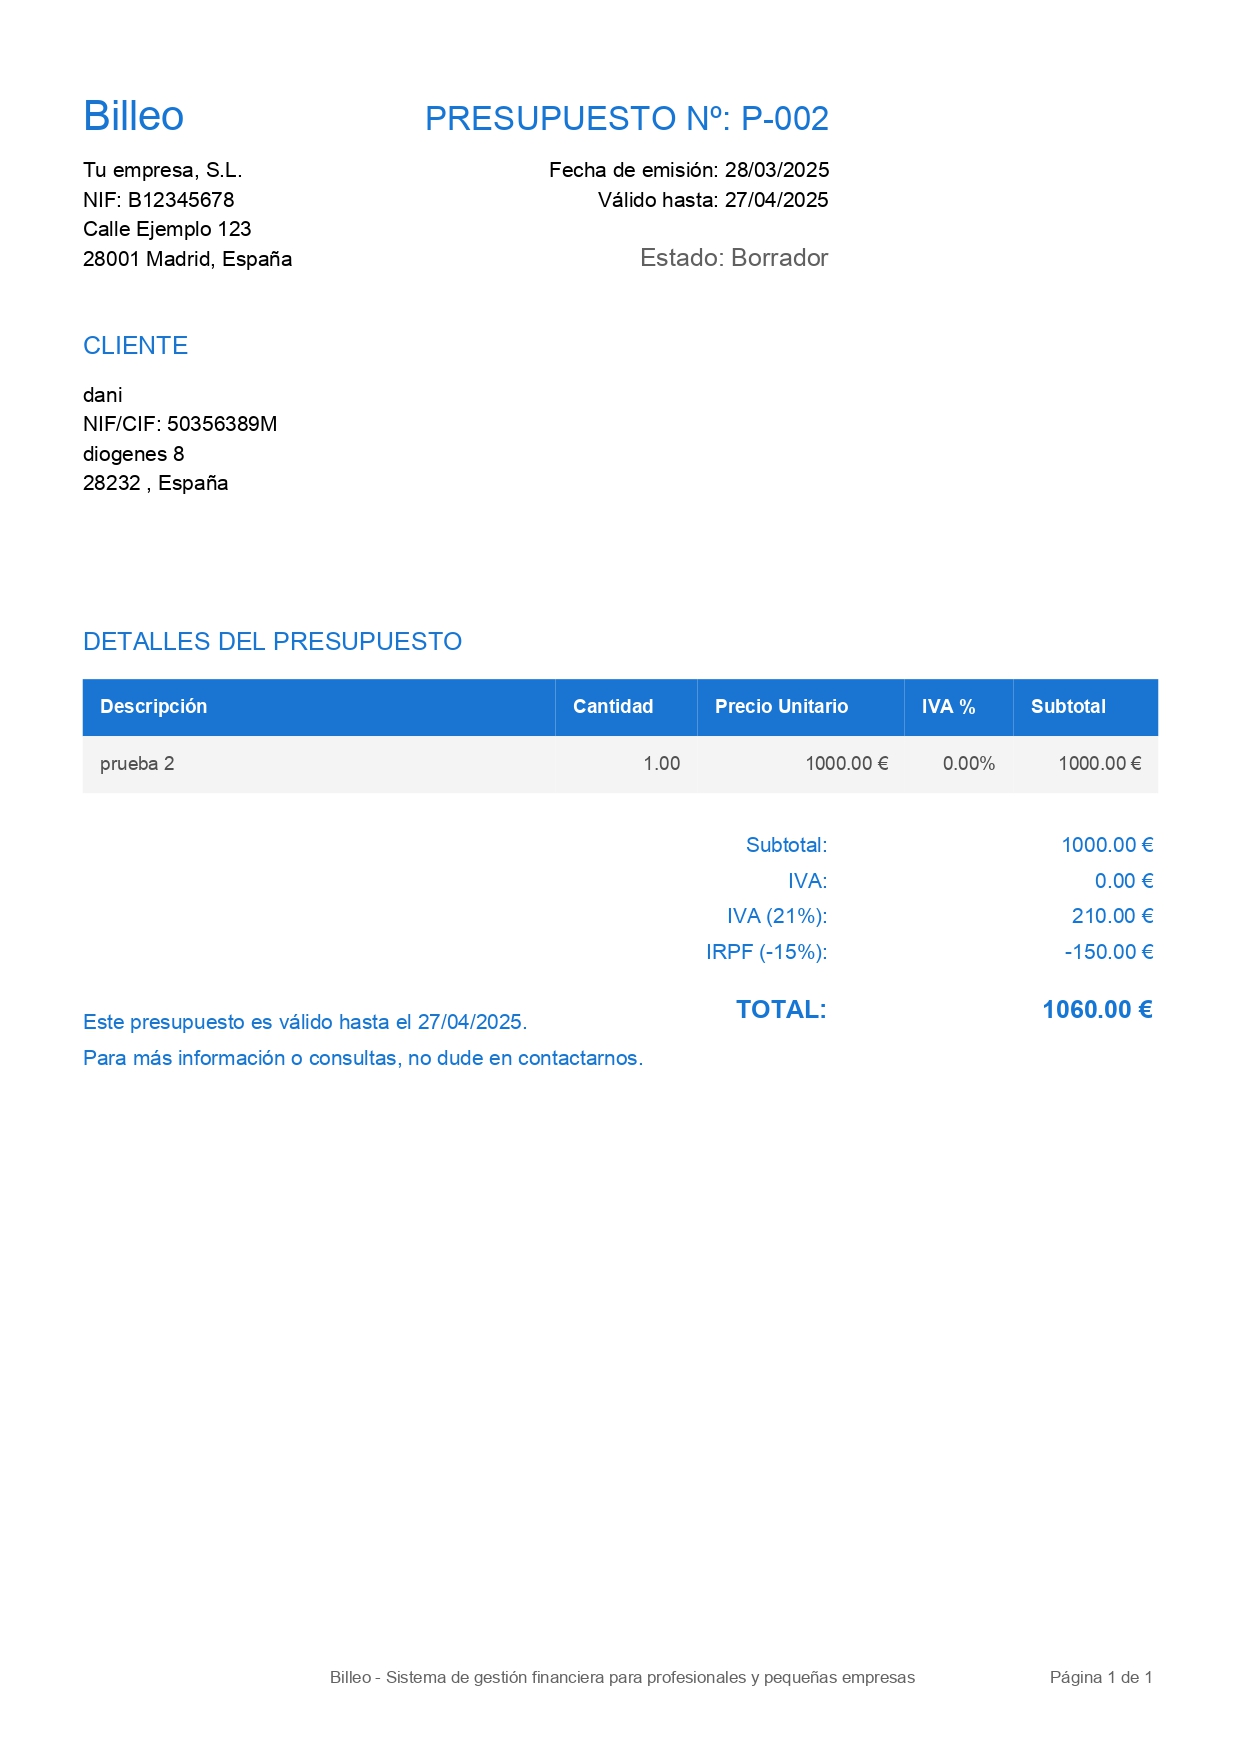 Billeo
PRESUPUESTO Nº: P-002
Tu empresa, S.L.
NIF: B12345678
Calle Ejemplo 123
28001 Madrid, España
Fecha de emisión: 28/03/2025
Válido hasta: 27/04/2025
Estado: Borrador
CLIENTE
dani
NIF/CIF: 50356389M
diogenes 8
28232 , España
DETALLES DEL PRESUPUESTO
Descripción Cantidad Precio Unitario IVA % Subtotal
prueba 2 1.00 1000.00 € 0.00% 1000.00 €
Subtotal: 1000.00 €
IVA: 0.00 €
IVA (21%): 210.00 €
IRPF (-15%): -150.00 €
TOTAL: 1060.00 €
Este presupuesto es válido hasta el 27/04/2025.
Para más información o consultas, no dude en contactarnos.
Billeo - Sistema de gestión financiera para profesionales y pequeñas empresas
Página 1 de 1